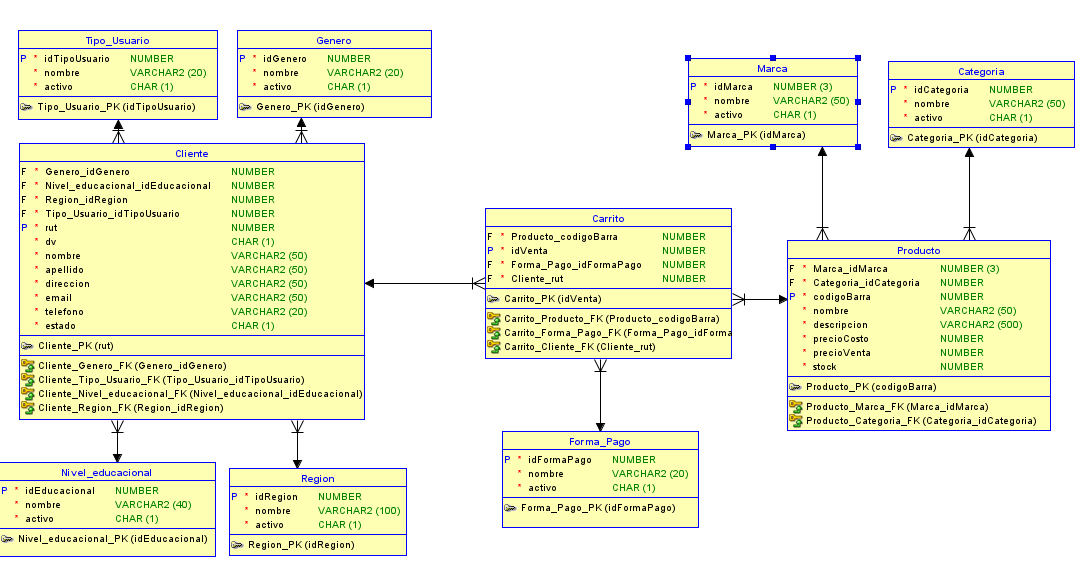 Tipo_Usuario
P * idTipoUsuario NUMBER
* nombre VARCHAR2 (20)
* activo CHAR (1)
Tipo_Usuario_PK (idTipoUsuario)
Genero
P * idGenero NUMBER
* nombre VARCHAR2 (20)
* activo CHAR (1)
Genero_PK (idGenero)
Marca
P * idMarca NUMBER (3)
* nombre VARCHAR2 (50)
* activo CHAR (1)
Marca_PK (idMarca)
Categoria
P * idCategoria NUMBER
* nombre VARCHAR2 (50)
* activo CHAR (1)
Categoria_PK (idCategoria)
Cliente
F * Genero_idGenero NUMBER
F * Nivel_educacional_idEducacional NUMBER
F * Region_idRegion NUMBER
F * Tipo_Usuario_idTipoUsuario NUMBER
P * rut NUMBER
* dv CHAR (1)
* nombre VARCHAR2 (50)
* apellido VARCHAR2 (50)
* direccion VARCHAR2 (50)
* email VARCHAR2 (50)
* telefono VARCHAR2 (20)
* estado CHAR (1)
Cliente_PK (rut)
Cliente_Genero_FK (Genero_idGenero)
Cliente_Tipo_Usuario_FK (Tipo_Usuario_idTipoUsuario)
Cliente_Nivel_educacional_FK (Nivel_educacional_idEducacional)
Cliente_Region_FK (Region_idRegion)
Carrito
F * Producto_codigoBarra NUMBER
P * idVenta NUMBER
F * Forma_Pago_idFormaPago NUMBER
F * Cliente_rut NUMBER
Carrito_PK (idVenta)
Carrito_Producto_FK (Producto_codigoBarra)
Carrito_Forma_Pago_FK (Forma_Pago_idForma
Carrito_Cliente_FK (Cliente_rut)
Producto
F * Marca_idMarca NUMBER (3)
F * Categoria_idCategoria NUMBER
P * codigoBarra NUMBER
* nombre VARCHAR2 (50)
* descripcion VARCHAR2 (500)
* precioCosto NUMBER
* precioVenta NUMBER
* stock NUMBER
Producto_PK (codigoBarra)
Producto_Marca_FK (Marca_idMarca)
Producto_Categoria_FK (Categoria_idCategoria)
Nivel_educacional
P * idEducacional NUMBER
* nombre VARCHAR2 (40)
* activo CHAR (1)
Nivel_educacional_PK (idEducacional)
Region
P * idRegion NUMBER
* nombre VARCHAR2 (100)
* activo CHAR (1)
Region_PK (idRegion)
Forma_Pago
P * idFormaPago NUMBER
* nombre VARCHAR2 (20)
* activo CHAR (1)
Forma_Pago_PK (idFormaPago)